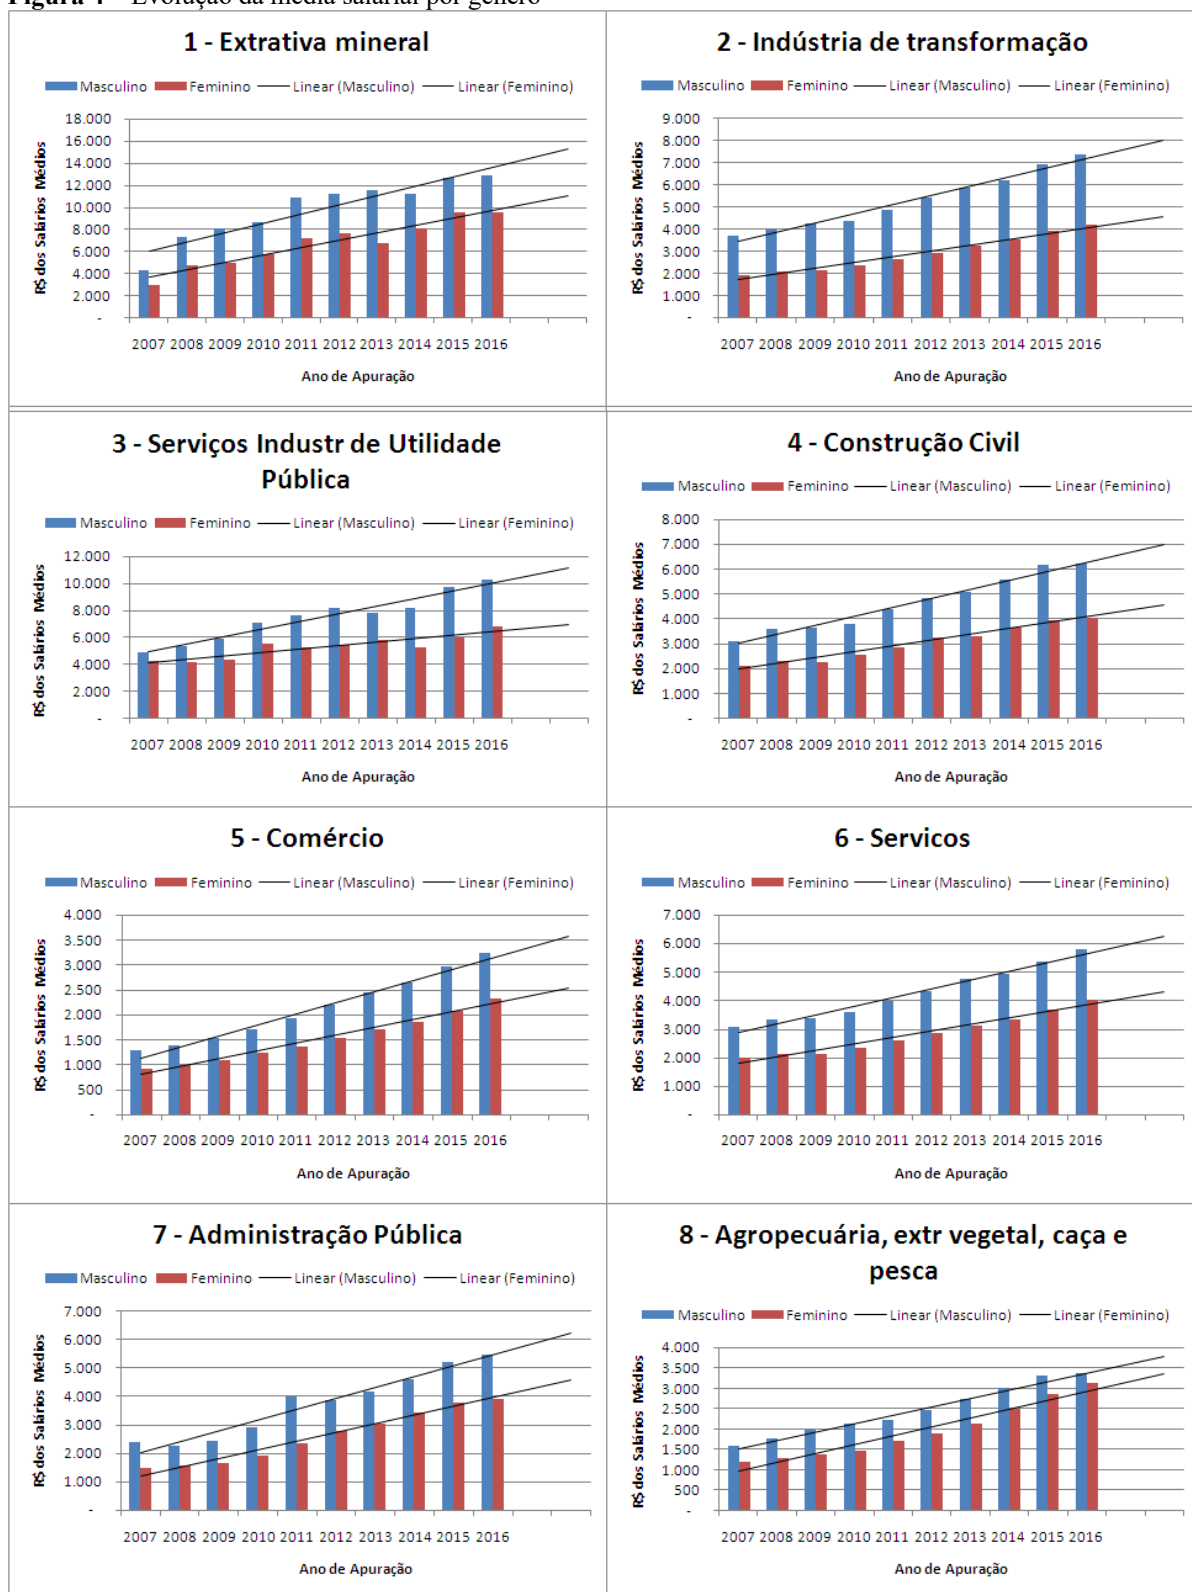 Figura 4 – Evolução da média salarial por gênero
1 - Extrativa mineral
Masculino Feminino Linear (Masculino) Linear (Feminino)
R$ dos Salários Médios
18.000
16.000
14.000
12.000
10.000
8.000
6.000
4.000
2.000
-
2007 2008 2009 2010 2011 2012 2013 2014 2015 2016
Ano de Apuração
2 - Indústria de transformação
Masculino Feminino Linear (Masculino) Linear (Feminino)
R$ dos Salários Médios
9.000
8.000
7.000
6.000
5.000
4.000
3.000
2.000
1.000
-
2007 2008 2009 2010 2011 2012 2013 2014 2015 2016
Ano de Apuração
3 - Serviços Industr de Utilidade
Pública
Masculino Feminino Linear (Masculino) Linear (Feminino)
R$ dos Salários Médios
12.000
10.000
8.000
6.000
4.000
2.000
-
2007 2008 2009 2010 2011 2012 2013 2014 2015 2016
Ano de Apuração
4 - Construção Civil
Masculino Feminino Linear (Masculino) Linear (Feminino)
R$ dos Salários Médios
8.000
7.000
6.000
5.000
4.000
3.000
2.000
1.000
-
2007 2008 2009 2010 2011 2012 2013 2014 2015 2016
Ano de Apuração
5 - Comércio
Masculino Feminino Linear (Masculino) Linear (Feminino)
R$ dos Salários Médios
4.000
3.500
3.000
2.500
2.000
1.500
1.000
500
-
2007 2008 2009 2010 2011 2012 2013 2014 2015 2016
Ano de Apuração
6 - Servicos
Masculino Feminino Linear (Masculino) Linear (Feminino)
R$ dos Salários Médios
7.000
6.000
5.000
4.000
3.000
2.000
1.000
-
2007 2008 2009 2010 2011 2012 2013 2014 2015 2016
Ano de Apuração
7 - Administração Pública
Masculino Feminino Linear (Masculino) Linear (Feminino)
R$ dos Salários Médios
7.000
6.000
5.000
4.000
3.000
2.000
1.000
-
2007 2008 2009 2010 2011 2012 2013 2014 2015 2016
Ano de Apuração
8 - Agropecuária, extr vegetal, caça e
pesca
Masculino Feminino Linear (Masculino) Linear (Feminino)
R$ dos Salário Médios
4.000
3.500
3.000
2.500
2.000
1.500
1.000
500
-
2007 2008 2009 2010 2011 2012 2013 2014 2015 2016
Ano de Apuração